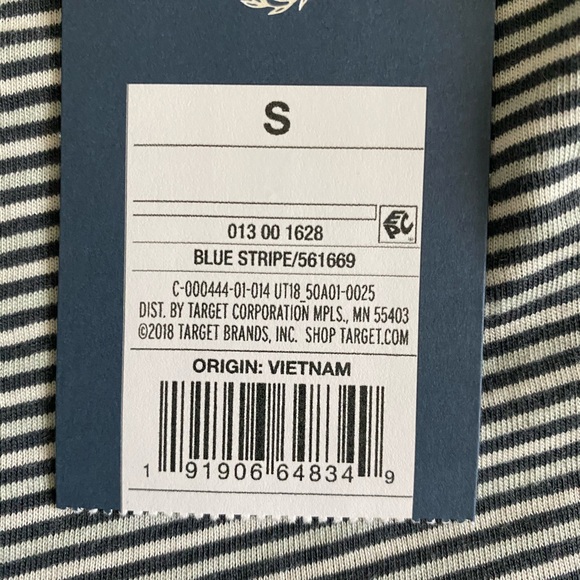 S
EPC
013 00 1628
BLUE STRIPE/561669
C-000444-01-014 UT18_50A01-0025
DIST. BY TARGET CORPORATION MPLS., MN 55403
©2018 TARGET BRANDS, INC. SHOP TARGET.COM
ORIGIN: VIETNAM
1 91906 64834 9